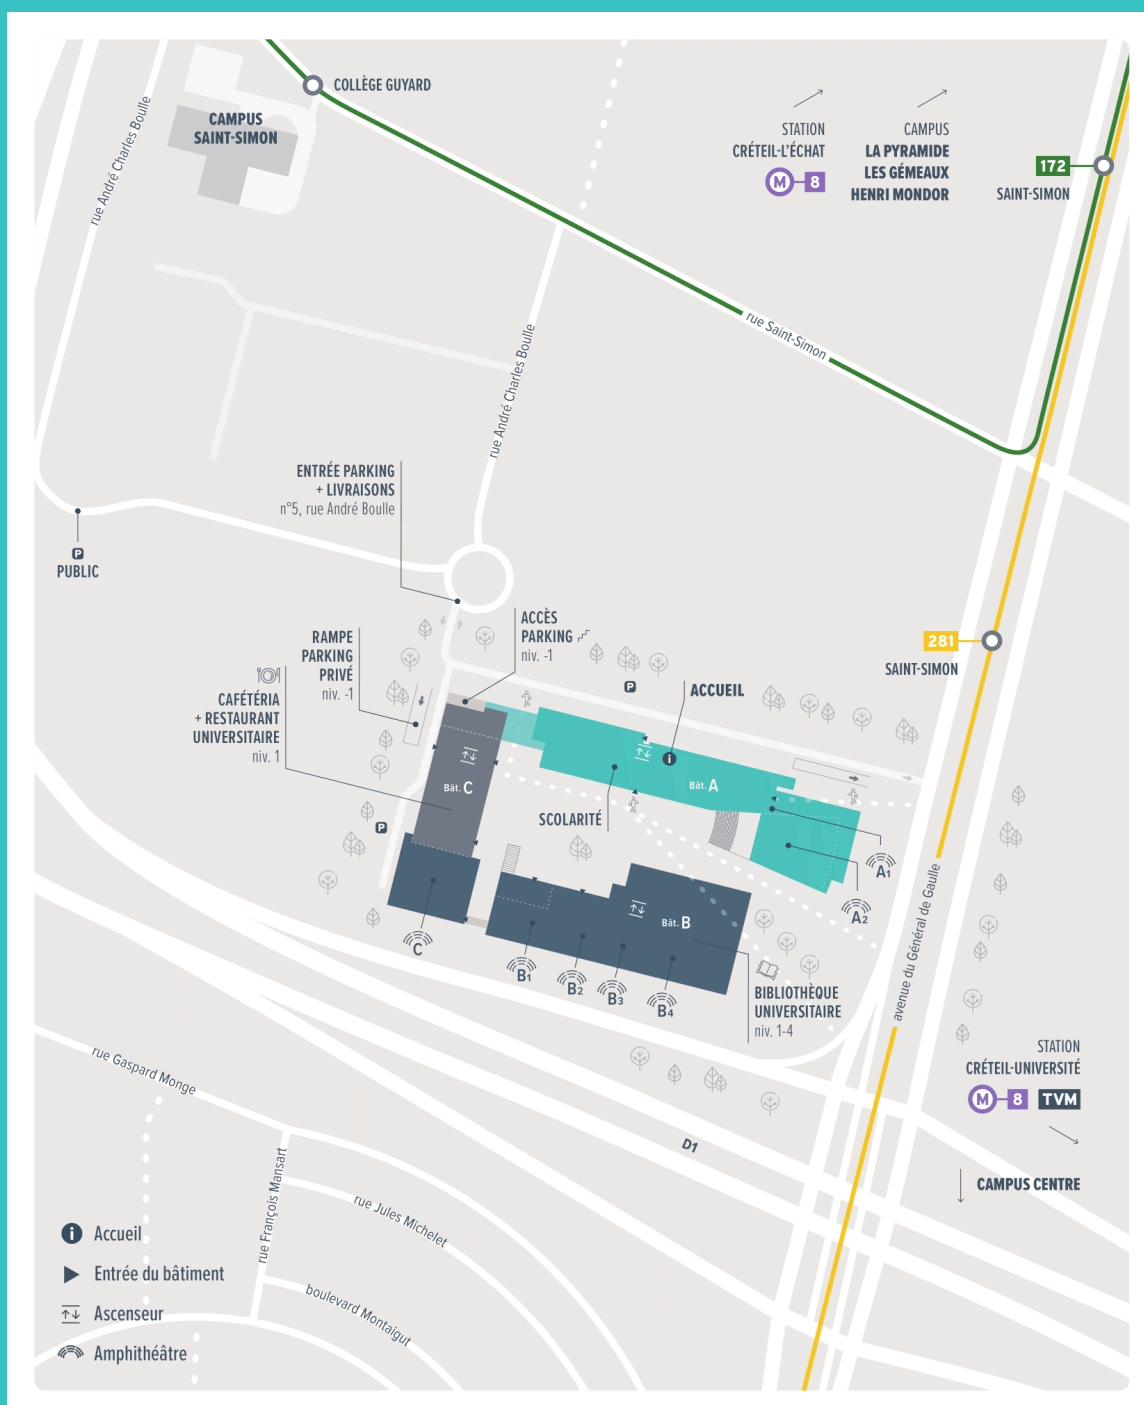 COLLÈGE GUYARD
CAMPUS
SAINT-SIMON
rue André Charles Boulle
STATION
CRÉTEIL-L'ÉCHAT
M 8
CAMPUS
LA PYRAMIDE
LES GÉMEAUX
HENRI MONDOR
172
SAINT-SIMON
rue Saint-Simon
rue André Charles Boulle
ENTRÉE PARKING
+ LIVRAISONS
n°5, rue André Boulle
P
PUBLIC
ACCÈS
PARKING
niv. -1
RAMPE
PARKING
PRIVÉ
niv. -1
281
SAINT-SIMON
CAFÉTÉRIA
+ RESTAURANT
UNIVERSITAIRE
niv. 1
P
ACCUEIL
i
Bât. A
Bât. C
SCOLARITÉ
P
A1
A2
Bât. B
C
B1
B2
B3
B4
BIBLIOTHÈQUE
UNIVERSITAIRE
niv. 1-4
avenue du Général de Gaulle
STATION
CRÉTEIL-UNIVERSITÉ
M 8 TVM
CAMPUS CENTRE
D1
rue Gaspard Monge
rue François Mansart
rue Jules Michelet
boulevard Montaigut
i Accueil
Entrée du bâtiment
Ascenseur
Amphithéâtre